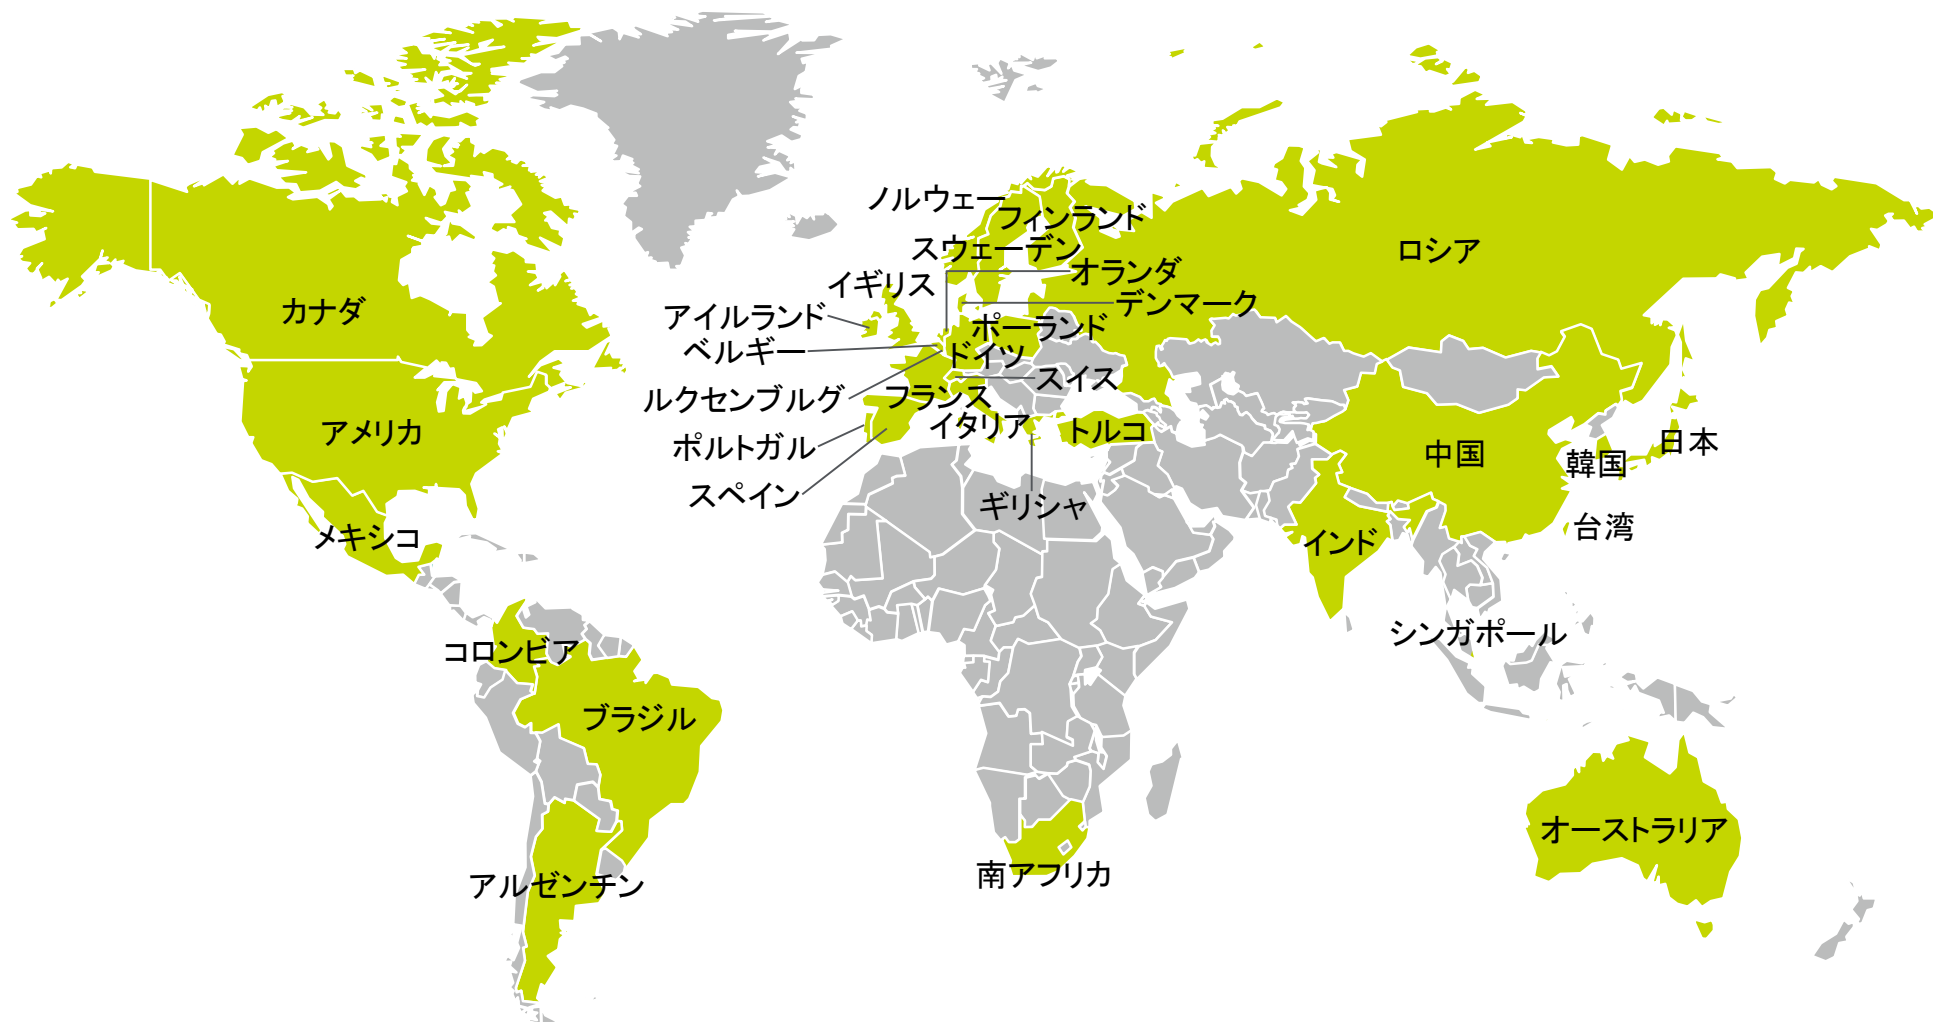 ノルウェー
フィンランド
スウェーデン
ロシア
オランダ
イギリス
デンマーク
カナダ
アイルランド
ポーランド
ベルギー
ドイツ
スイス
ルクセンブルグ
フランス
イタリア
トルコ
アメリカ
ポルトガル
中国
韓国
日本
スペイン
ギリシャ
メキシコ
インド
台湾
コロンビア
シンガポール
ブラジル
オーストラリア
アルゼンチン
南アフリカ